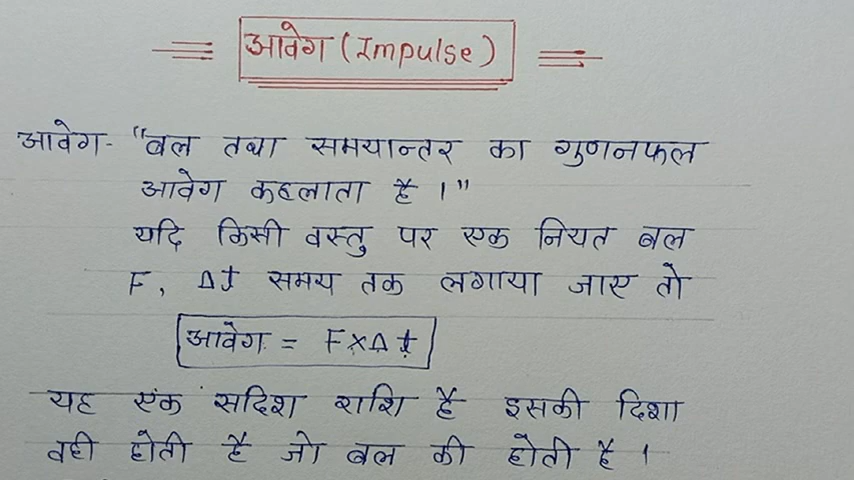 आवेग (Impulse)
आवेग- "बल तथा समयान्तर का गुणनफल
आवेग कहलाता है ।"
यदि किसी वस्तु पर एक नियत बल
F, Δt समय तक लगाया जाए तो
आवेग = F×Δt
यह एक सदिश राशि है इसकी दिशा
वही होती है जो बल की होती है ।